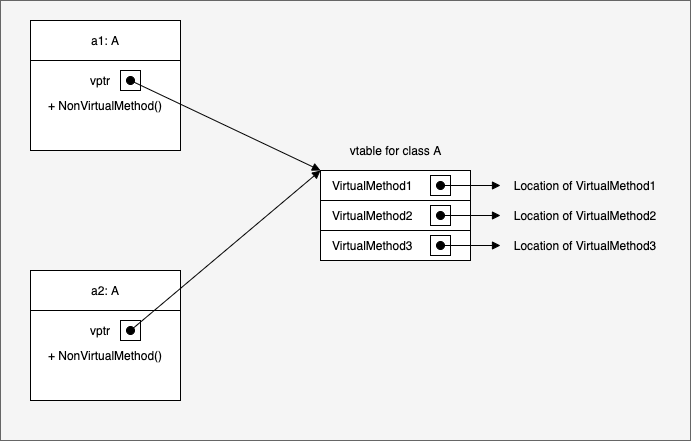 a1: A
vptr
+ NonVirtualMethod()
vtable for class A
VirtualMethod1
Location of VirtualMethod1
VirtualMethod2
Location of VirtualMethod2
VirtualMethod3
Location of VirtualMethod3
a2: A
vptr
+ NonVirtualMethod()